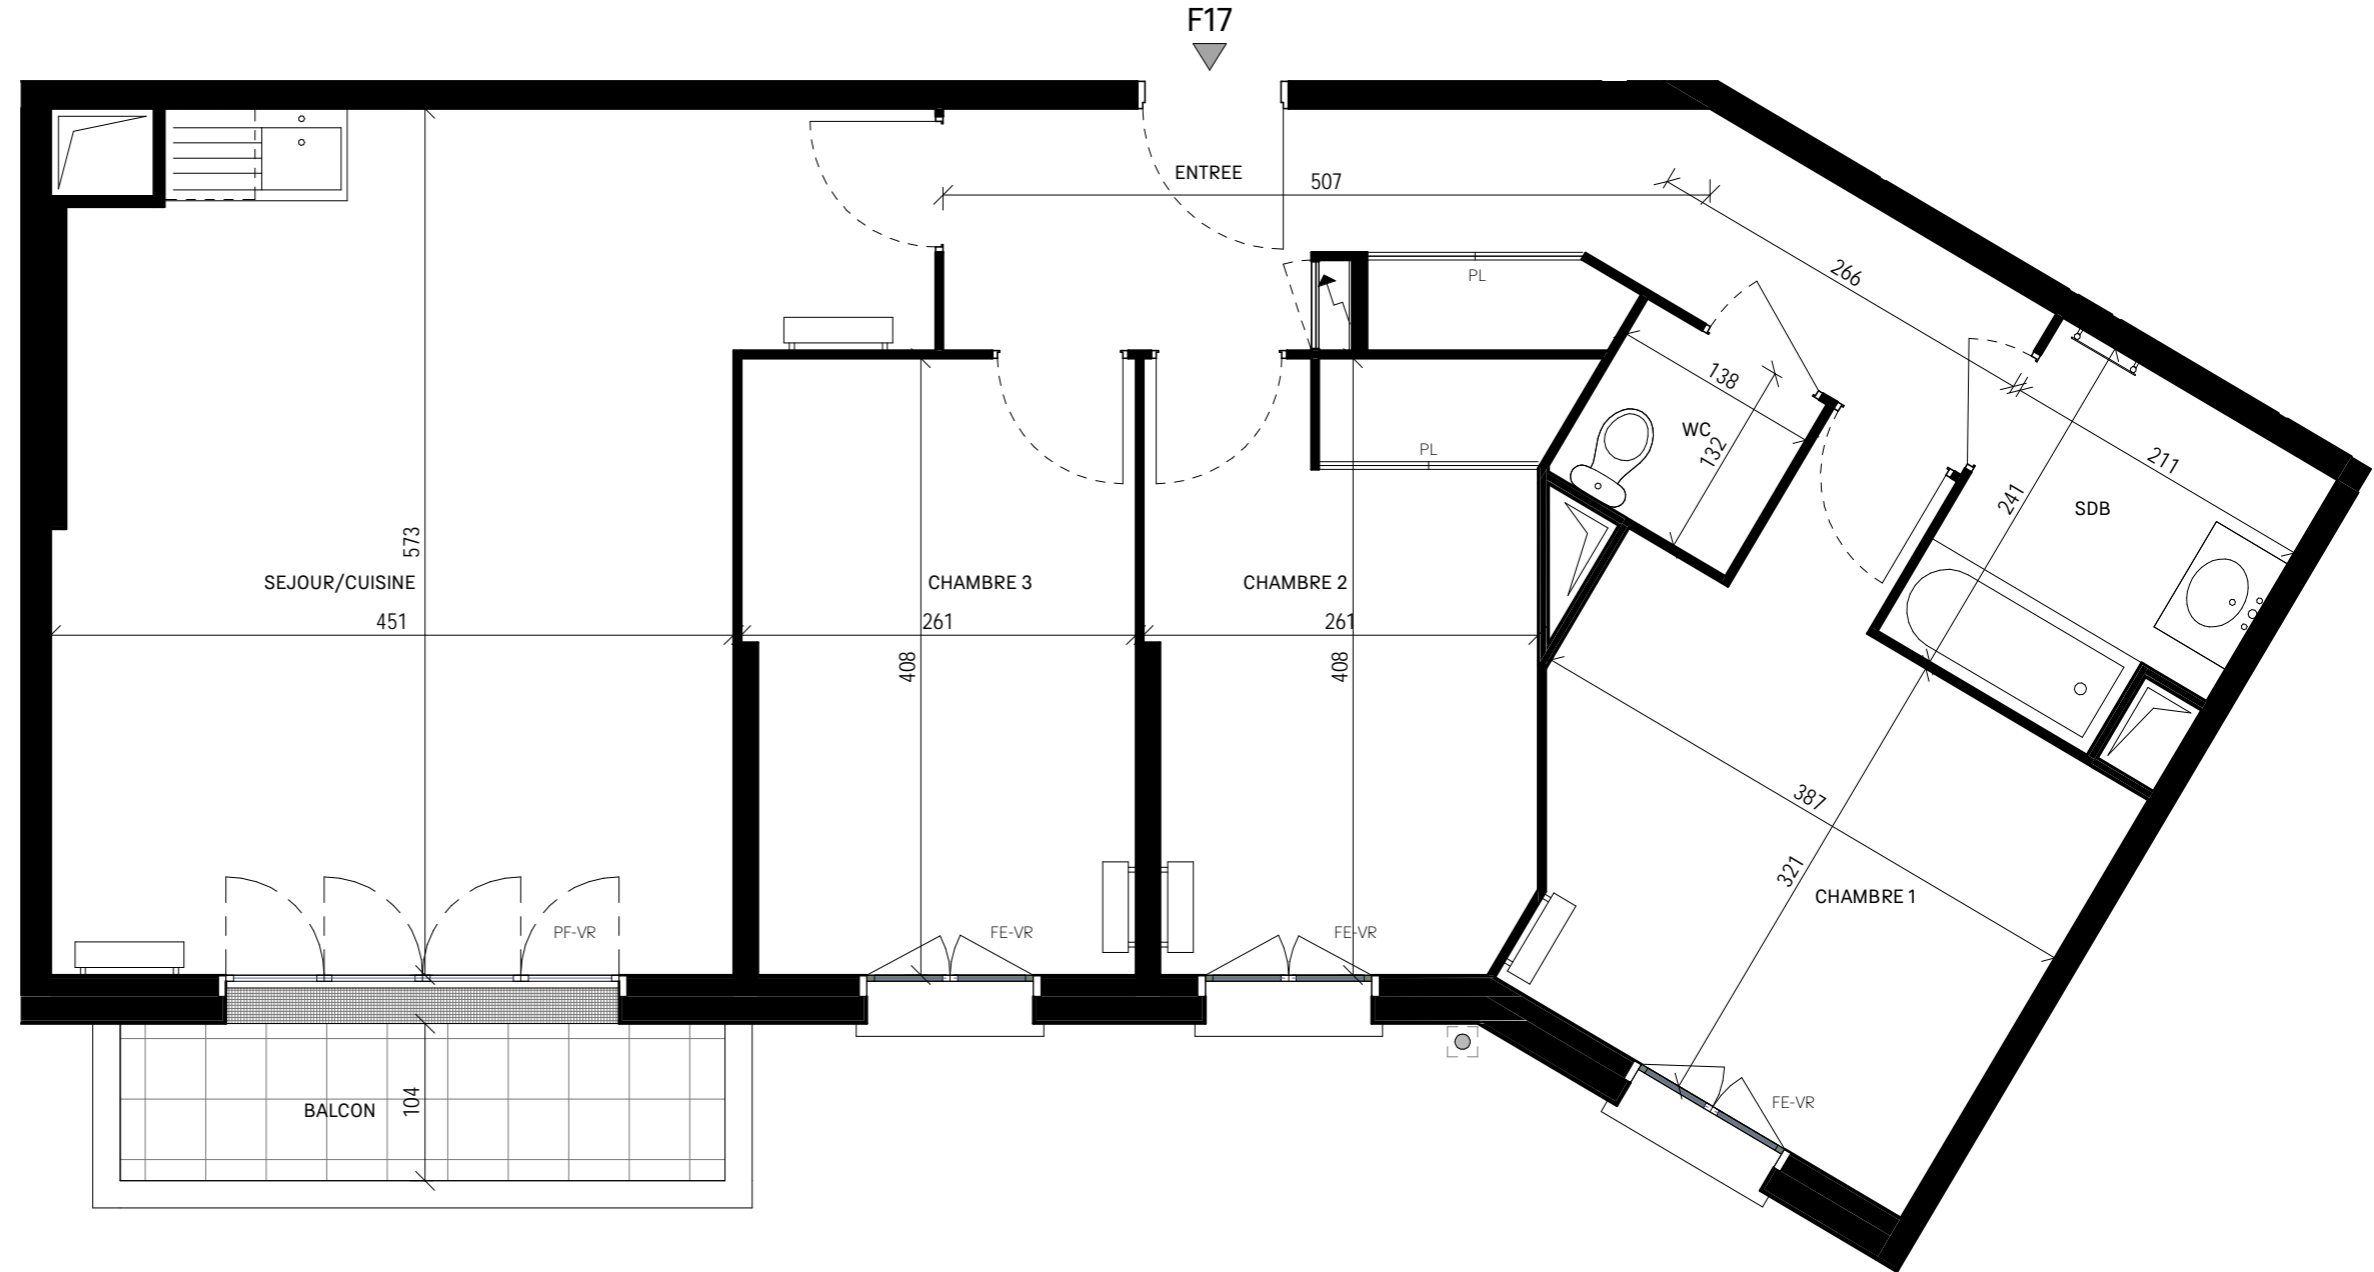 F17
ENTREE
507
PL
266
138
WC
132
PL
211
241
SDB
573
SEJOUR/CUISINE
CHAMBRE 3
CHAMBRE 2
451
261
261
408
408
387
321
CHAMBRE 1
PF-VR
FE-VR
FE-VR
FE-VR
BALCON
104